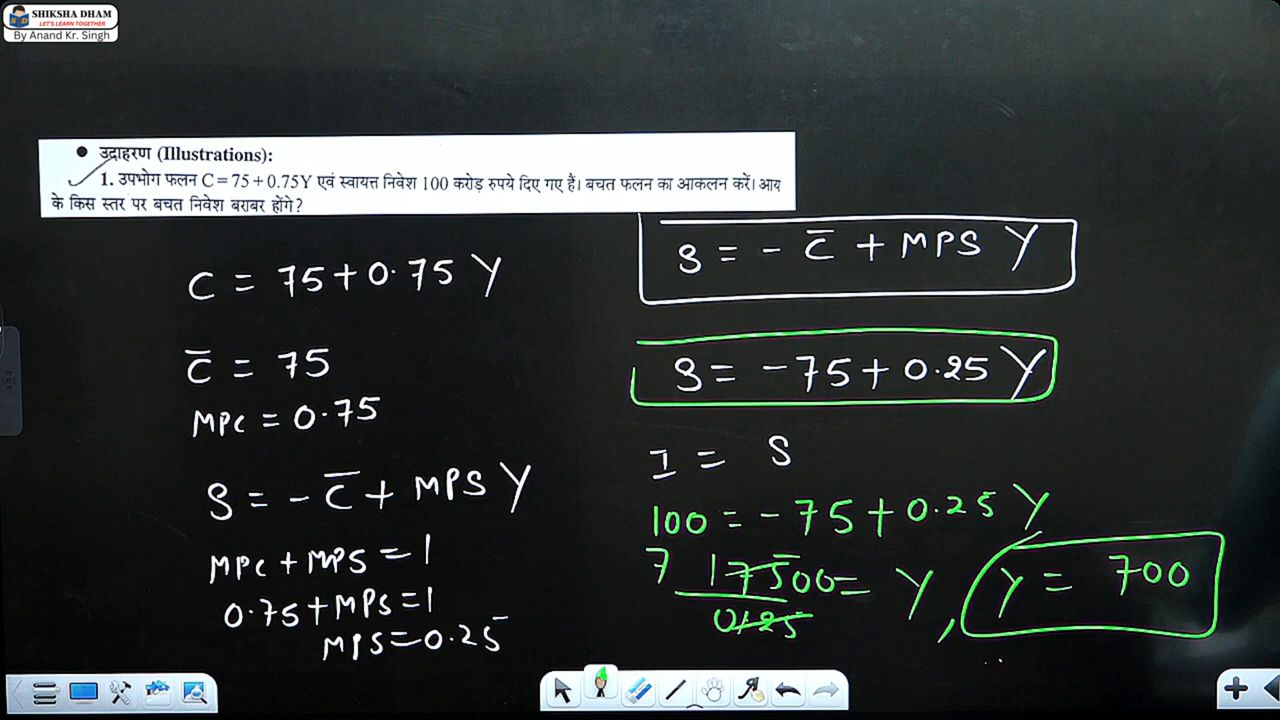 SHIKSHA DHAM
LET'S LEARN TOGETHER
By Anand Kr. Singh
● उदाहरण (Illustrations):
1. उपभोग फलन C = 75 + 0.75Y एवं स्वायत्त निवेश 100 करोड़ रुपये दिए गए हैं। बचत फलन का आकलन करें। आय
के किस स्तर पर बचत निवेश बराबर होंगे?
C = 75 + 0.75 Y
C̅ = 75
MPC = 0.75
S = - C̅ + MPS Y
MPC + MPS = 1
0.75 + MPS = 1
MPS = 0.25
S = - C̅ + MPS Y
S = -75 + 0.25 Y
I = S
100 = -75 + 0.25 Y
7 17500 = Y, Y = 700
0.25